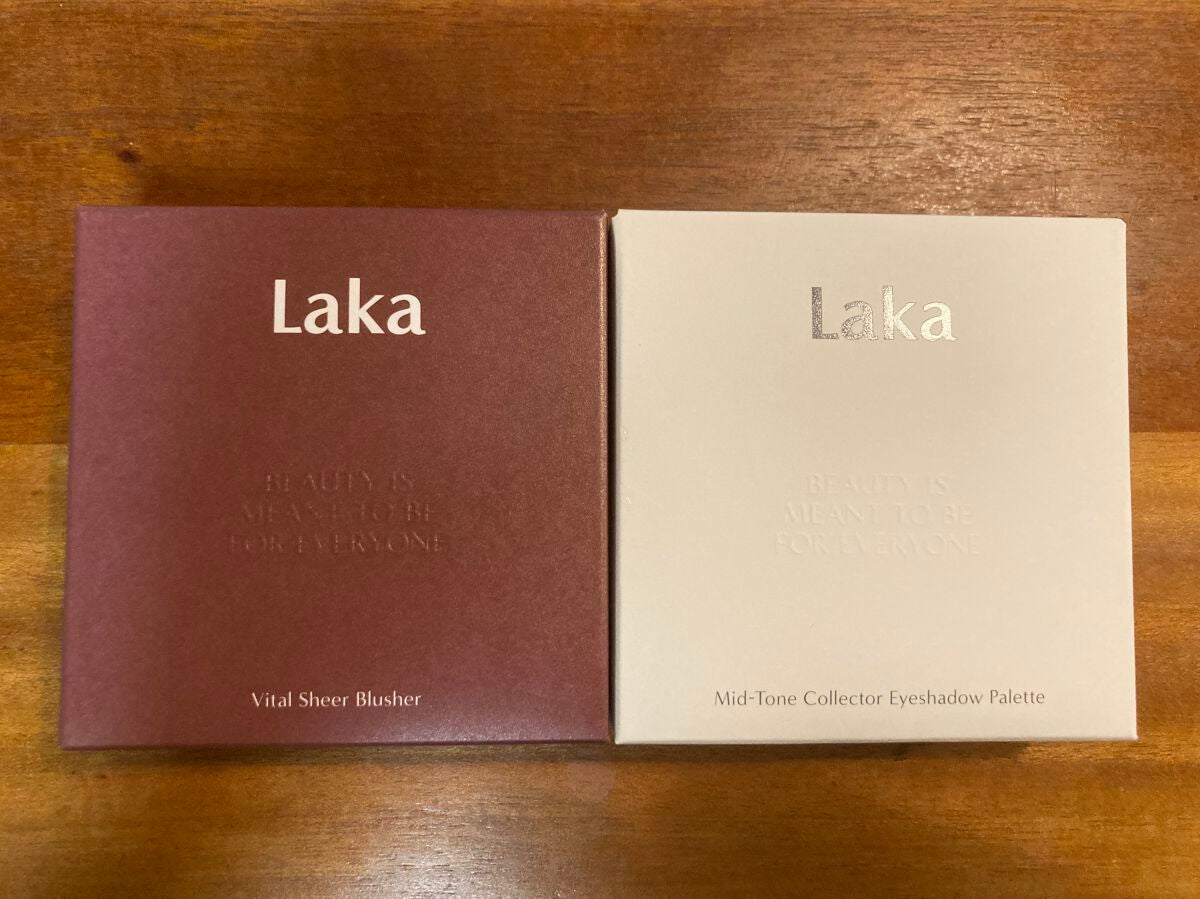 Laka
BEAUTY IS
MEANT TO BE
FOR EVERYONE
Vital Sheer Blusher
Laka
BEAUTY IS
MEANT TO BE
FOR EVERYONE
Mid-Tone Collector Eyeshadow Palette